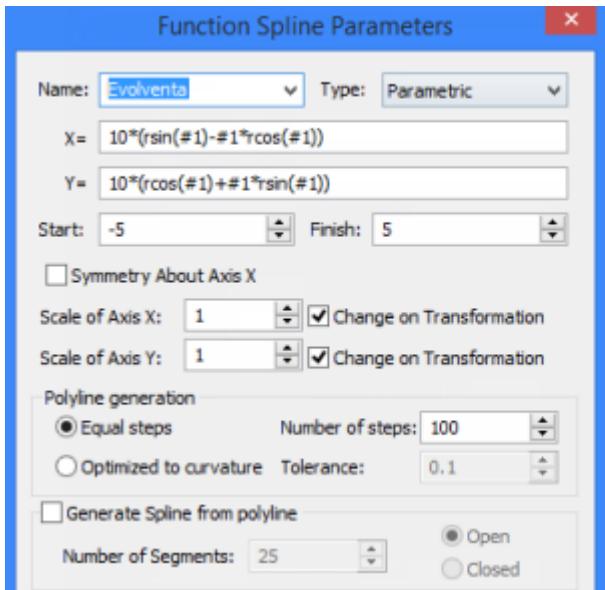 Function Spline Parameters
Name: Evolventa Type: Parametric
X= 10*(rsin(#1)-#1*rcos(#1))
Y= 10*(rcos(#1)+#1*rsin(#1))
Start: -5 Finish: 5
Symmetry About Axis X
Scale of Axis X: 1 Change on Transformation
Scale of Axis Y: 1 Change on Transformation
Polyline generation
Equal steps Number of steps: 100
Optimized to curvature Tolerance: 0.1
Generate Spline from polyline
Number of Segments: 25 Open
Closed